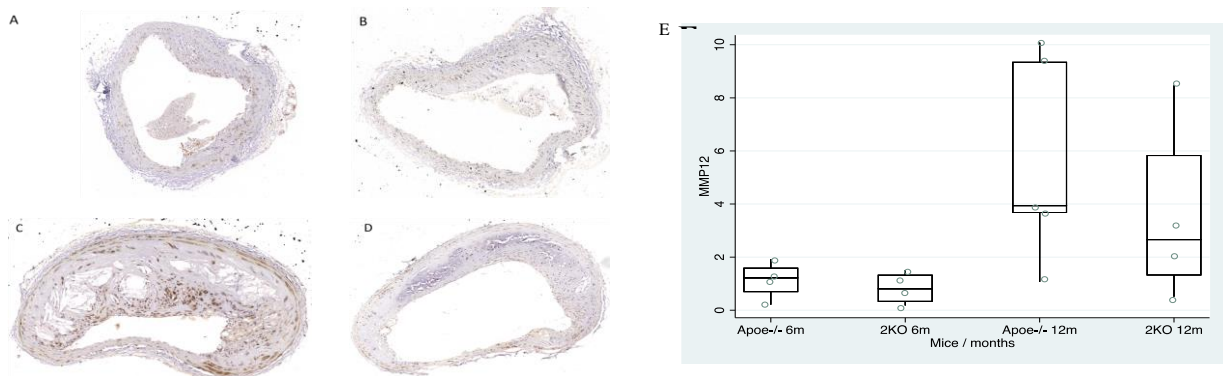 A
B
C
D
E
10
8
6
4
2
0
MMP12
Apoe-/- 6m
2KO 6m
Apoe-/- 12m
2KO 12m
Mice / months